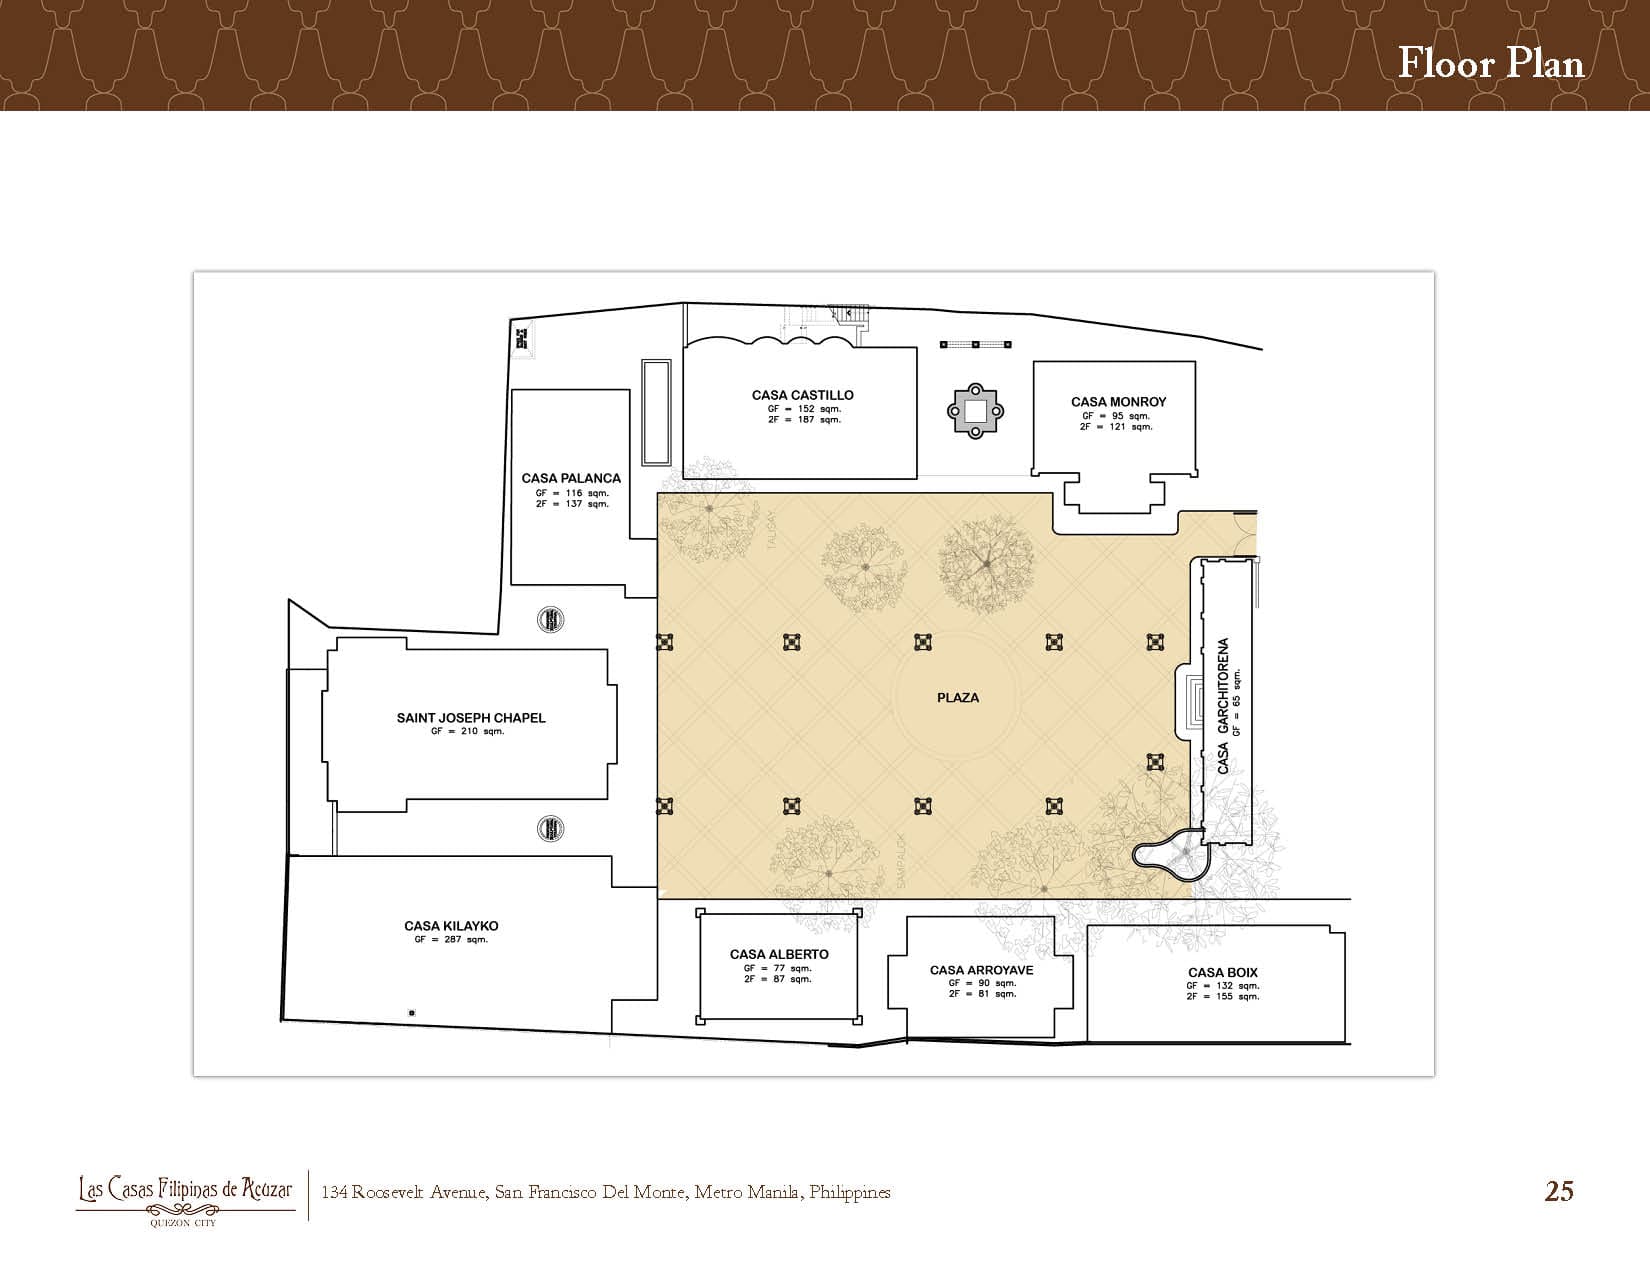 Floor Plan
CASA CASTILLO
GF = 152 sqm.
2F = 187 sqm.
CASA MONROY
GF = 95 sqm.
2F = 121 sqm.
CASA PALANCA
GF = 116 sqm.
2F = 137 sqm.
TALISAY
SAINT JOSEPH CHAPEL
GF = 210 sqm.
PLAZA
CASA GARCHITORENA
GF = 65 sqm.
SAMPALOK
CASA KILAYKO
GF = 287 sqm.
CASA ALBERTO
GF = 77 sqm.
2F = 87 sqm.
CASA ARROYAVE
GF = 90 sqm.
2F = 81 sqm.
CASA BOIX
GF = 132 sqm.
2F = 155 sqm.
Las Casas Filipinas de Acúzar
QUEZON CITY
134 Roosevelt Avenue, San Francisco Del Monte, Metro Manila, Philippines
25